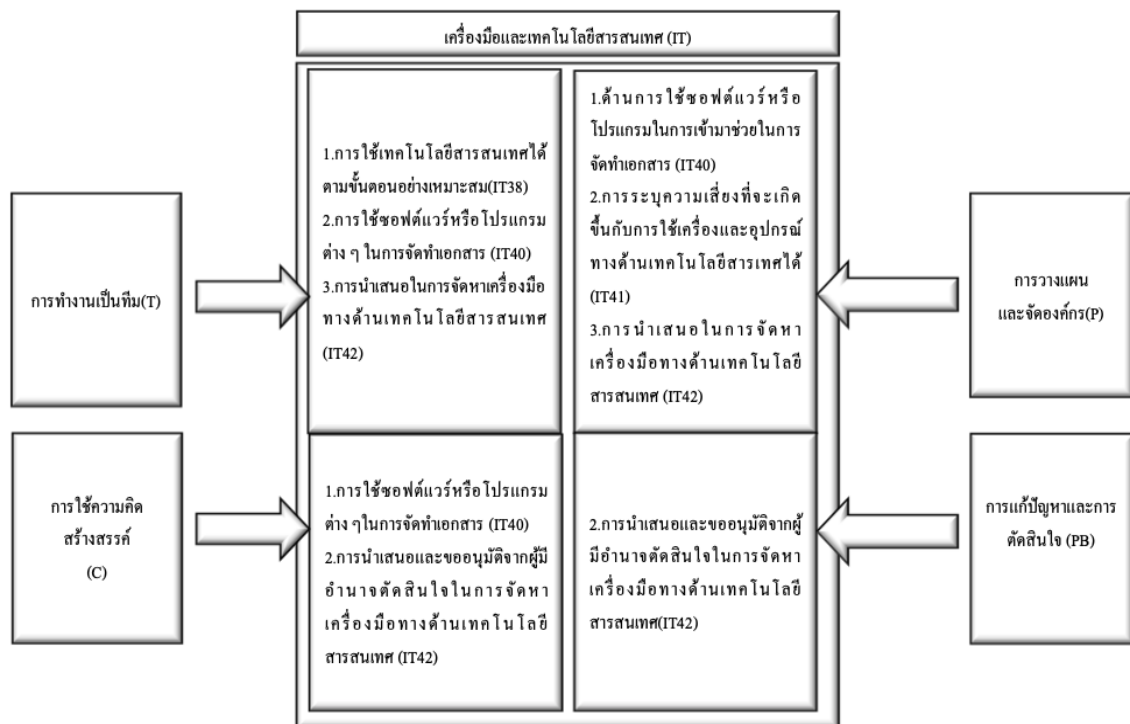 เครื่องมือและเทคโนโลยีสารสนเทศ (IT)
การทำงานเป็นทีม(T)
1.การใช้เทคโนโลยีสารสนเทศได้
ตามขั้นตอนอย่างเหมาะสม(IT38)
2.การใช้ซอฟต์แวร์หรือโปรแกรม
ต่าง ๆ ในการจัดทำเอกสาร (IT40)
3.การนำเสนอในการจัดหาเครื่องมือ
ทางด้านเทคโนโลยีสารสนเทศ
(IT42)
1.ด้านการใช้ซอฟต์แวร์หรือ
โปรแกรมในการเข้ามาช่วยในการ
จัดทำเอกสาร (IT40)
2.การระบุความเสี่ยงที่จะเกิด
ขึ้นกับการใช้เครื่องและอุปกรณ์
ทางด้านเทคโนโลยีสารเทศได้
(IT41)
3.การนำเสนอในการจัดหา
เครื่องมือทางด้านเทคโนโลยี
สารสนเทศ (IT42)
การวางแผน
และจัดองค์กร(P)
การใช้ความคิด
สร้างสรรค์
(C)
1.การใช้ซอฟต์แวร์หรือโปรแกรม
ต่าง ๆในการจัดทำเอกสาร (IT40)
2.การนำเสนอและขออนุมัติจากผู้มี
อำนาจตัดสินใจในการจัดหา
เครื่องมือทางด้านเทคโนโลยี
สารสนเทศ (IT42)
2.การนำเสนอและขออนุมัติจากผู้
มีอำนาจตัดสินใจในการจัดหา
เครื่องมือทางด้านเทคโนโลยี
สารสนเทศ(IT42)
การแก้ปัญหาและการ
ตัดสินใจ (PB)